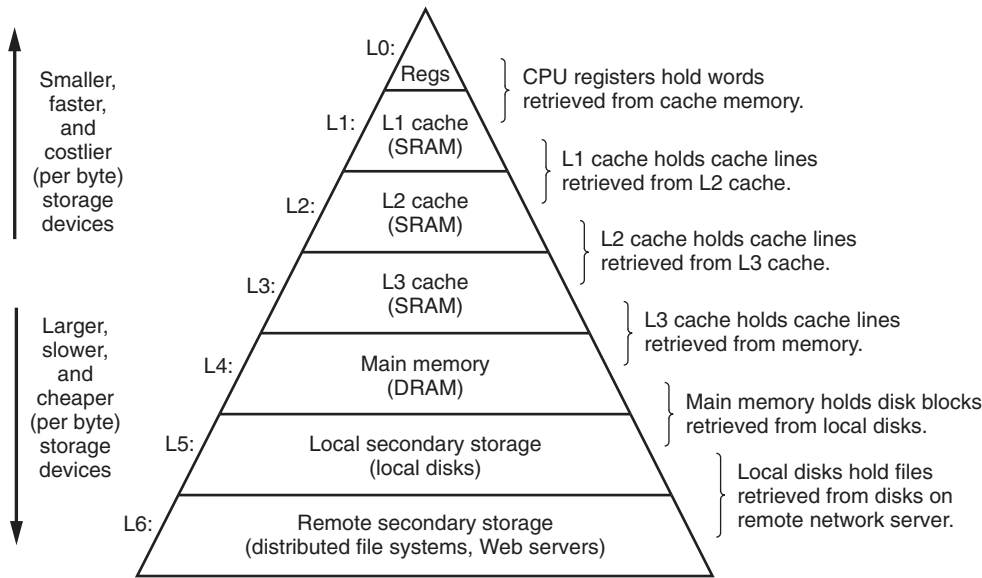 L0:
Regs
CPU registers hold words
retrieved from cache memory.
Smaller,
faster,
and
costlier
(per byte)
storage
devices
L1:
L1 cache
(SRAM)
L1 cache holds cache lines
retrieved from L2 cache.
L2:
L2 cache
(SRAM)
L2 cache holds cache lines
retrieved from L3 cache.
L3:
L3 cache
(SRAM)
L3 cache holds cache lines
retrieved from memory.
Larger,
slower,
and
cheaper
(per byte)
storage
devices
L4:
Main memory
(DRAM)
Main memory holds disk blocks
retrieved from local disks.
L5:
Local secondary storage
(local disks)
Local disks hold files
retrieved from disks on
remote network server.
L6:
Remote secondary storage
(distributed file systems, Web servers)